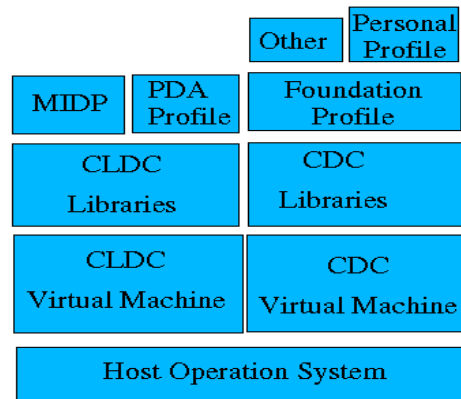 Other
Personal
Profile
MIDP
PDA
Profile
Foundation
Profile
CLDC
Libraries
CDC
Libraries
CLDC
Virtual Machine
CDC
Virtual Machine
Host Operation System